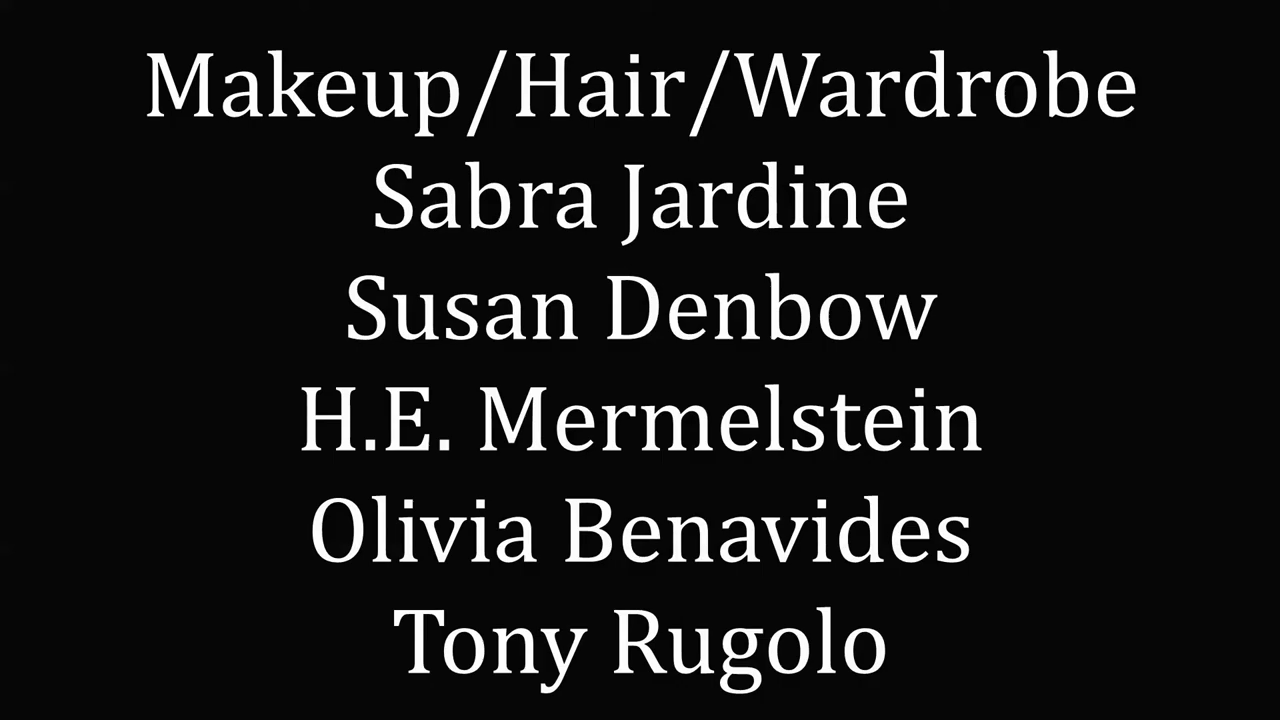 Makeup/Hair/Wardrobe
Sabra Jardine
Susan Denbow
H.E. Mermelstein
Olivia Benavides
Tony Rugolo